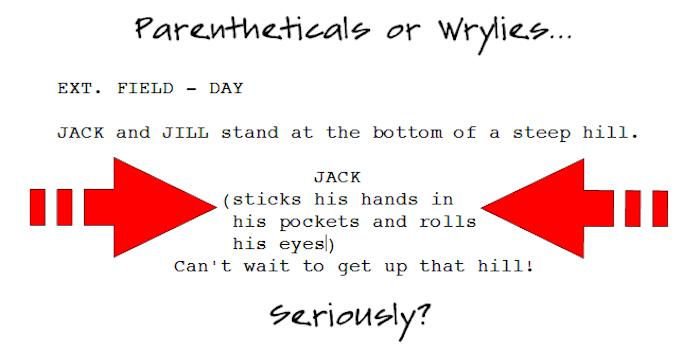 Parentheticals or Wrylies...
EXT. FIELD - DAY
JACK and JILL stand at the bottom of a steep hill.
JACK
(sticks his hands in
his pockets and rolls
his eyes)
Can't wait to get up that hill!
Seriously?